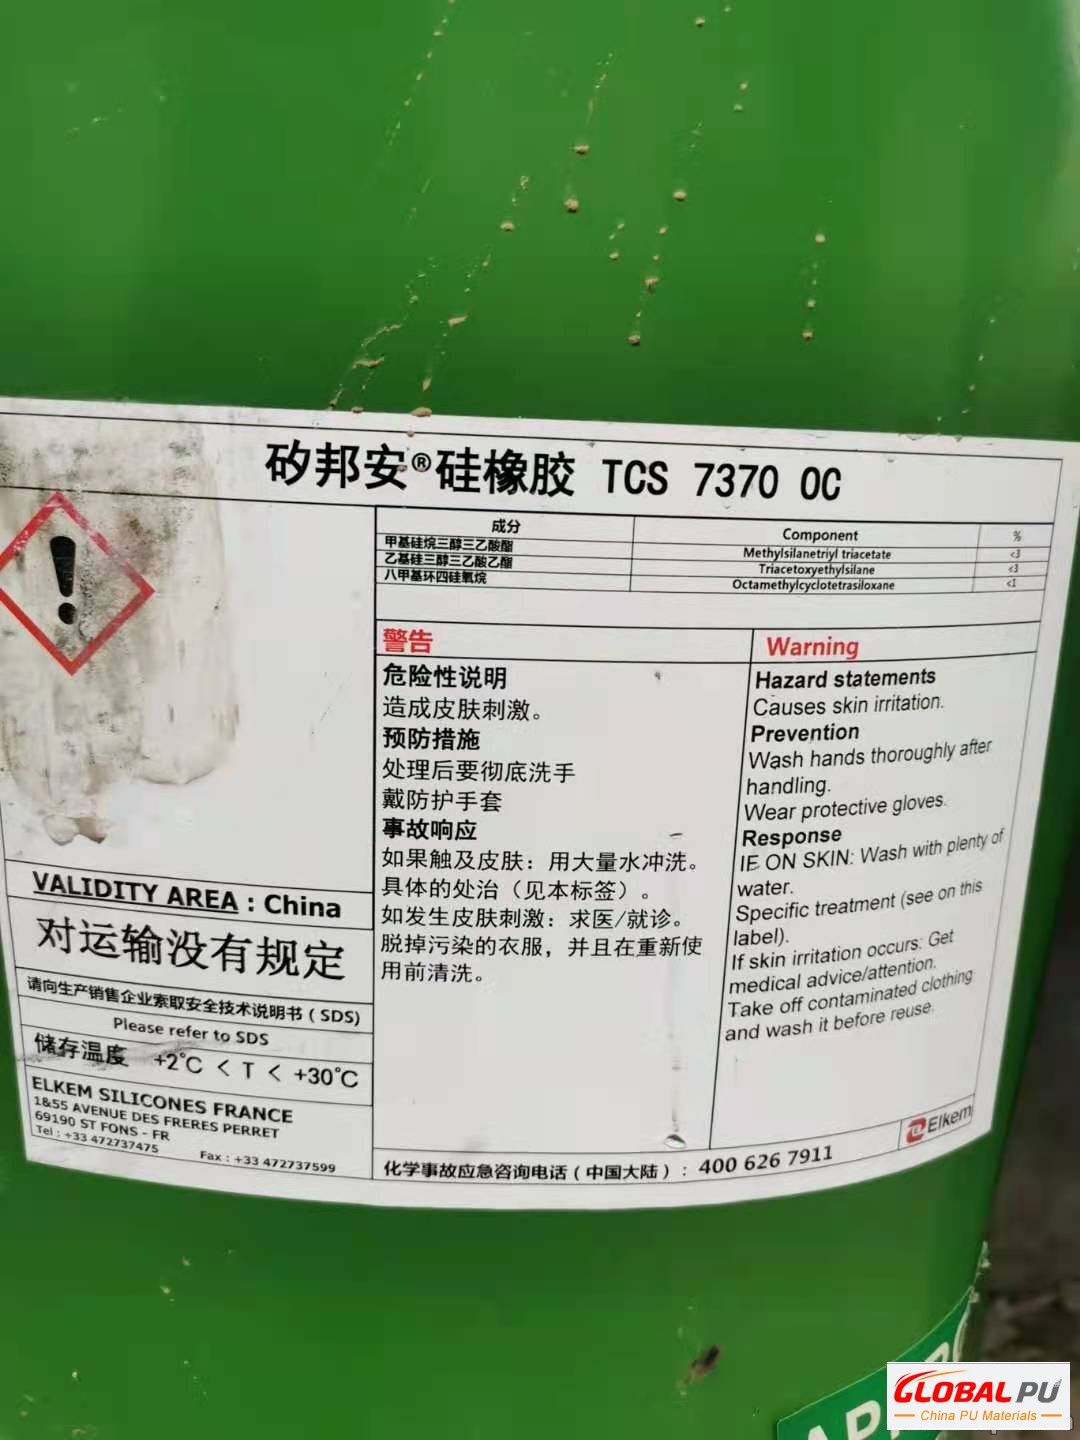 矽邦安®硅橡胶 TCS 7370 OC
成分 Component %
甲基硅烷三醇三乙酸酯 Methylsilanetriyl triacetate <3
乙基硅三醇三乙酸乙酯 Triacetoxyethylsilane <3
八甲基环四硅氧烷 Octamethylcyclotetrasiloxane <1
警告
危险性说明
造成皮肤刺激。
预防措施
处理后要彻底洗手
戴防护手套
事故响应
如果触及皮肤：用大量水冲洗。
具体的处治（见本标签）。
如发生皮肤刺激：求医/就诊。
脱掉污染的衣服，并且在重新使
用前清洗。
Warning
Hazard statements
Causes skin irritation.
Prevention
Wash hands thoroughly after
handling.
Wear protective gloves.
Response
IE ON SKIN: Wash with plenty of
water.
Specific treatment (see on this
label).
If skin irritation occurs: Get
medical advice/attention.
Take off contaminated clothing
and wash it before reuse.
VALIDITY AREA : China
对运输没有规定
请向生产销售企业索取安全技术说明书 ( SDS)
Please refer to SDS
储存温度 +2°C < T < +30°C
ELKEM SILICONES FRANCE
1&55 AVENUE DES FRERES PERRET
69190 ST FONS - FR
Tel : +33 472737475 Fax : +33 472737599
化学事故应急咨询电话 ( 中国大陆 ) : 400 626 7911
Elkem
GLOBAL PU
China PU Materials